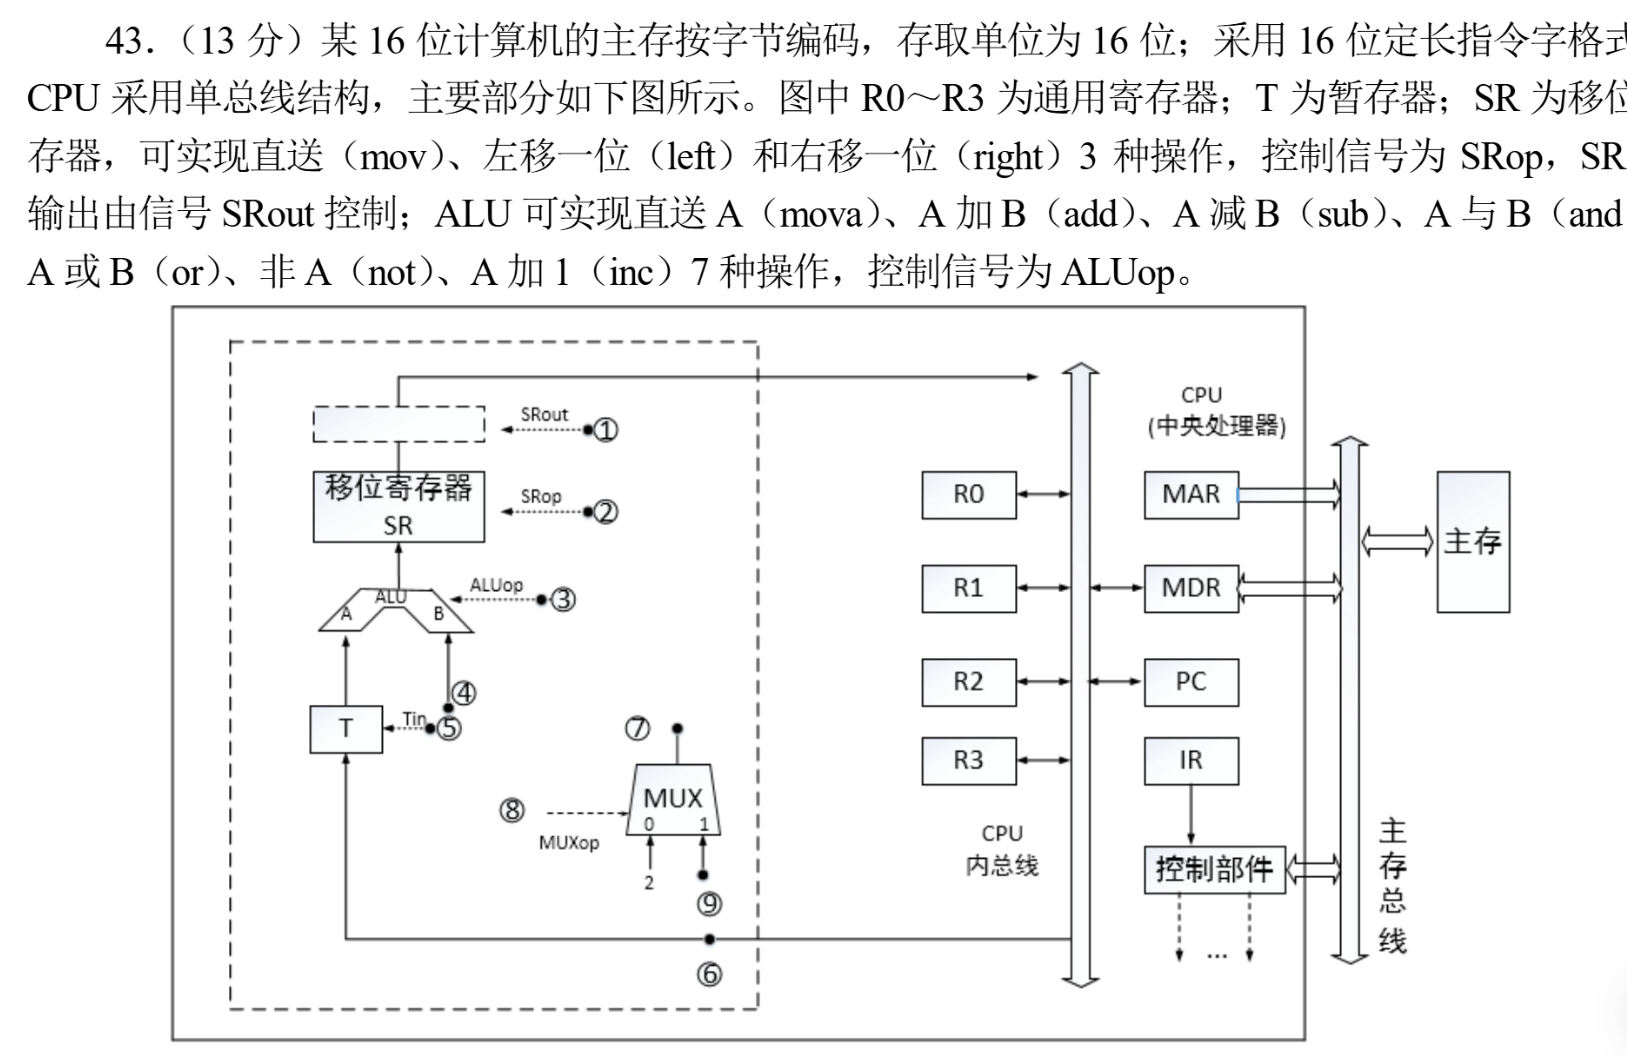 43.（13 分）某 16 位计算机的主存按字节编码，存取单位为 16 位；采用 16 位定长指令字格式
CPU 采用单总线结构，主要部分如下图所示。图中 R0～R3 为通用寄存器；T 为暂存器；SR 为移位
存器，可实现直送（mov）、左移一位（left）和右移一位（right）3 种操作，控制信号为 SRop，SR
输出由信号 SRout 控制；ALU 可实现直送 A（mova）、A 加 B（add）、A 减 B（sub）、A 与 B（and
A 或 B（or）、非 A（not）、A 加 1（inc）7 种操作，控制信号为 ALUop。
SRout ①
移位寄存器
SR
SRop ②
ALU
A
B
ALUop ③
④
T
Tin ⑤
⑦
MUX
0 1
⑧
MUXop
2
⑨
⑥
R0
R1
R2
R3
CPU
内总线
CPU
(中央处理器)
MAR
MDR
PC
IR
控制部件
...
主存
主
存
总
线